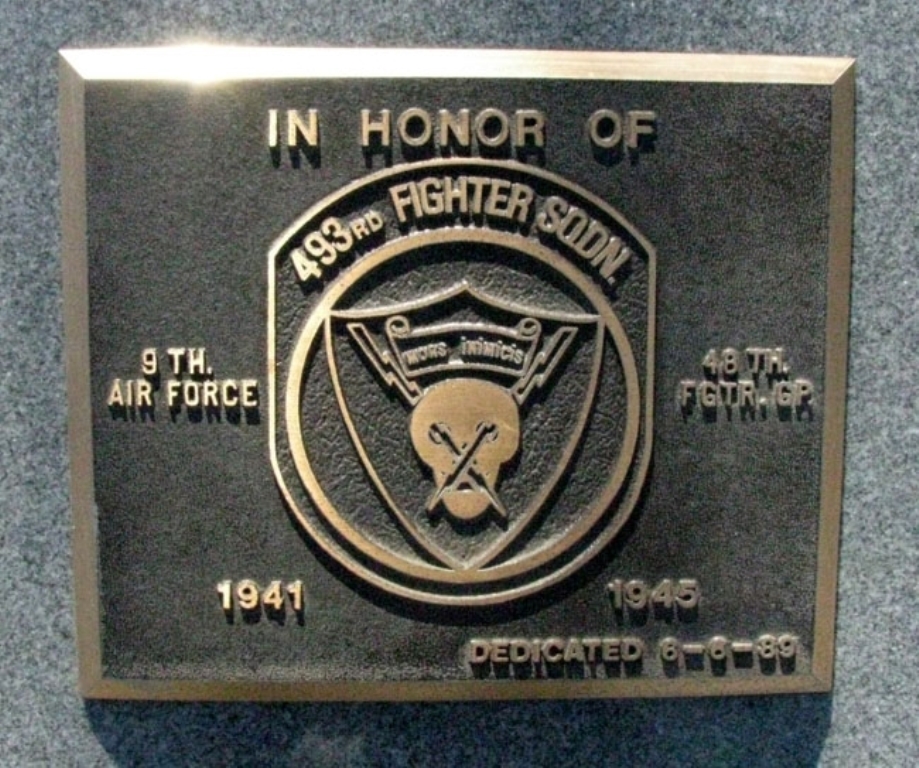 IN HONOR OF
493RD FIGHTER SQDN.
mors inimicis
9 TH.
AIR FORCE
48 TH.
FGTR. GP.
1941
1945
DEDICATED 6-6-89